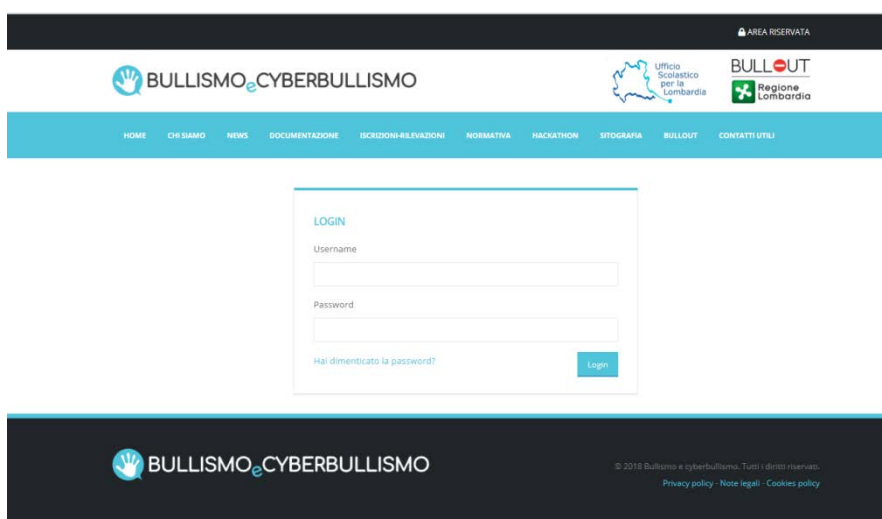 AREA RISERVATA
BULLISMOeCYBERBULLISMO
Ufficio
Scolastico
per la
Lombardia
BULLOUT
Regione
Lombardia
HOME CHI SIAMO NEWS DOCUMENTAZIONE ISCRIZIONI-RILEVAZIONI NORMATIVA HACKATHON SITOGRAFIA BULLOUT CONTATTI UTILI
LOGIN
Username
Password
Hai dimenticato la password? Login
BULLISMOeCYBERBULLISMO
© 2018 Bullismo e cyberbullismo. Tutti i diritti riservati.
Privacy policy - Note legali - Cookies policy